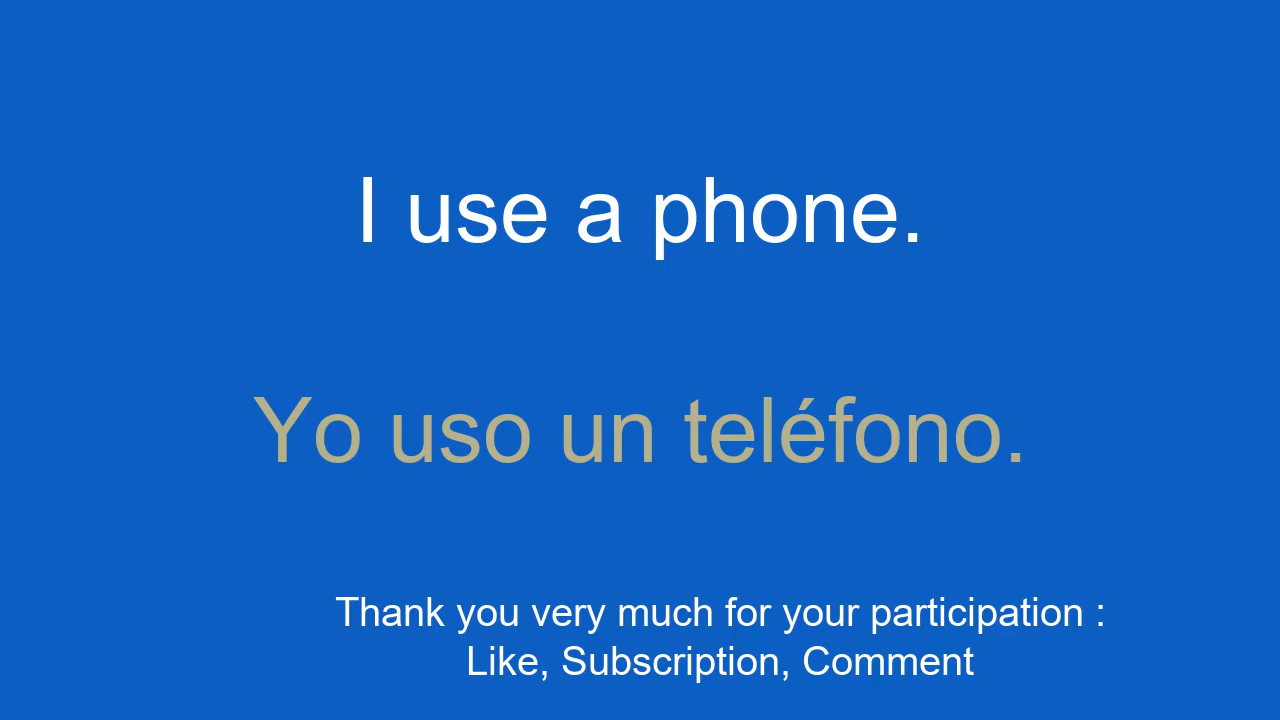 I use a phone.
Yo uso un teléfono.
Thank you very much for your participation :
Like, Subscription, Comment